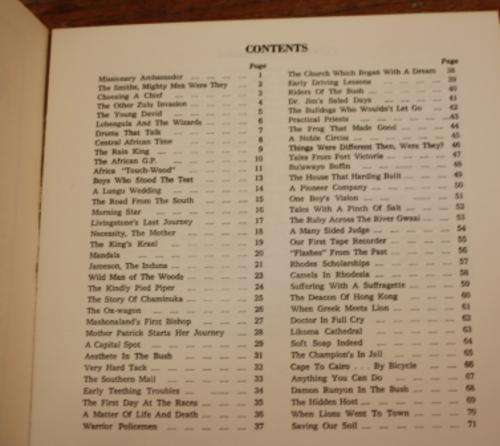 CONTENTS
Page
Missionary Ambassador ... ... ... ... 1
The Smiths, Mighty Men Were They ... 2
Choosing A Chief ... ... ... ... 3
The Other Zulu Invasion ... ... ... 4
The Young David ... ... ... ... 5
Lobengula And The Wizards ... ... ... 6
Drums That Talk ... ... ... ... 7
Central African Time ... ... ... ... 8
The Rain King ... ... ... ... 9
The African G.P. ... ... ... ... 10
Africa "Touch-Wood" ... ... ... ... 11
Boys Who Stood The Test ... ... ... 13
A Lungu Wedding ... ... ... ... 14
The Road From The South ... ... ... 15
Morning Star ... ... ... ... 16
Livingstone's Last Journey ... ... ... 17
Necessity, The Mother ... ... ... 18
The King's Kraal ... ... ... ... 19
Mandala ... ... ... ... 20
Jameson, The Induna ... ... ... ... 21
Wild Man of The Woods ... ... ... 23
The Kindly Pied Piper ... ... ... 24
The Story Of Chaminuka ... ... ... 25
The Ox-wagon ... ... ... ... 26
Mashonaland's First Bishop ... ... ... 27
Mother Patrick Starts Her Journey ... 28
A Capital Spot ... ... ... ... 29
Aesthete In The Bush ... ... ... 31
Very Hard Tack ... ... ... ... 32
The Southern Mail ... ... ... ... 33
Early Teething Troubles ... ... ... 34
The First Day At The Races ... ... ... 35
A Matter Of Life And Death ... ... ... 36
Warrior Policemen ... ... ... ... 37
Page
The Church Which Began With A Dream 38
Early Driving Lessons ... ... ... 39
Riders Of The Bush ... ... ... ... 40
Dr. Jim's Salad Days ... ... ... ... 41
The Bulldogs Who Wouldn't Let Go ... 42
Practical Priests ... ... ... ... 43
The Frog That Made Good ... ... ... 44
A Noble Circus ... ... ... ... 45
Things Were Different Then, Were They? 46
Tales From Fort Victoria ... ... ... 47
Bulawayo Boffin ... ... ... ... 48
The House That Harding Built ... ... 49
A Pioneer Company ... ... ... ... 50
One Boy's Vision ... ... ... ... 51
Tales With A Pinch Of Salt ... ... ... 52
The Ruby Across The River Gwaai ... ... 53
A Many Sided Judge ... ... ... ... 54
Our First Tape Recorder ... ... ... 55
"Flashes" From The Past ... ... ... 56
Rhodes Scholarships ... ... ... ... 57
Camels In Rhodesia ... ... ... ... 58
Suffering With A Suffragette ... ... ... 59
The Deacon Of Hong Kong ... ... ... 60
When Greek Meets Lion ... ... ... 61
Doctor In Full Cry ... ... ... ... 62
Likoma Cathedral ... ... ... ... 63
Soft Soap Indeed ... ... ... ... 64
The Champion's In Jail ... ... ... 65
Cape To Cairo . . . By Bicycle ... ... 66
Anything You Can Do ... ... ... 67
Damon Runyon In The Bush ... ... ... 68
The Hidden Host ... ... ... ... 69
When Lions Went To Town ... ... ... 70
Saving Our Soil ... ... ... ... 71